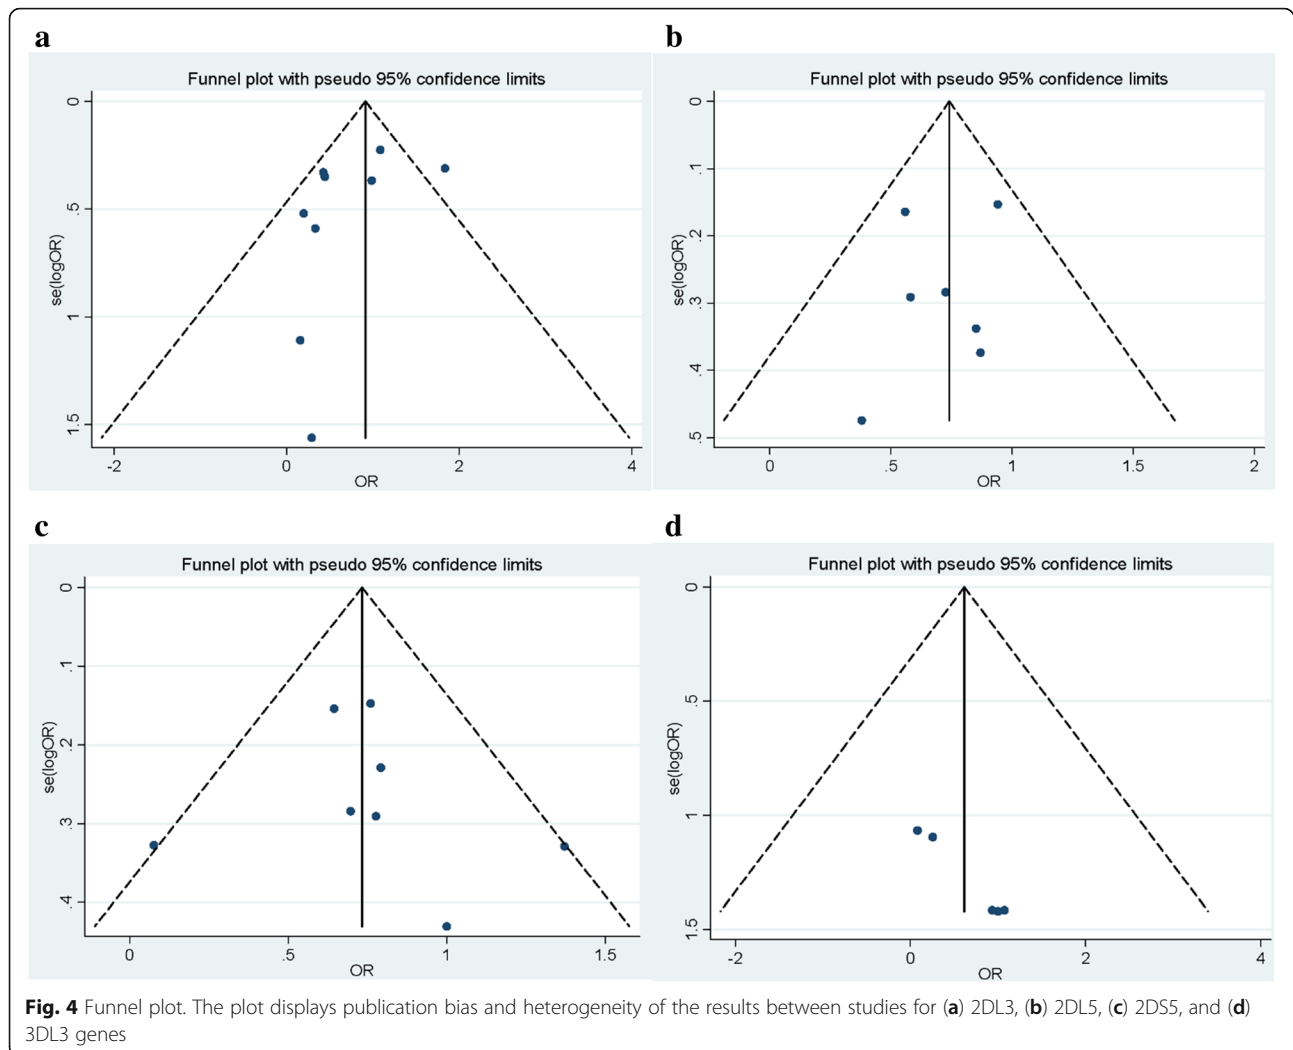 a
Funnel plot with pseudo 95% confidence limits
se(logOR)
0
.5
1
1.5
-2
0
2
4
OR
b
Funnel plot with pseudo 95% confidence limits
se(logOR)
0
.1
.2
.3
.4
.5
0
.5
1
1.5
2
OR
c
Funnel plot with pseudo 95% confidence limits
se(logOR)
0
.1
.2
.3
.4
0
.5
1
1.5
OR
d
Funnel plot with pseudo 95% confidence limits
se(logOR)
0
.5
1
1.5
-2
0
2
4
OR
Fig. 4 Funnel plot. The plot displays publication bias and heterogeneity of the results between studies for (a) 2DL3, (b) 2DL5, (c) 2DS5, and (d)
3DL3 genes